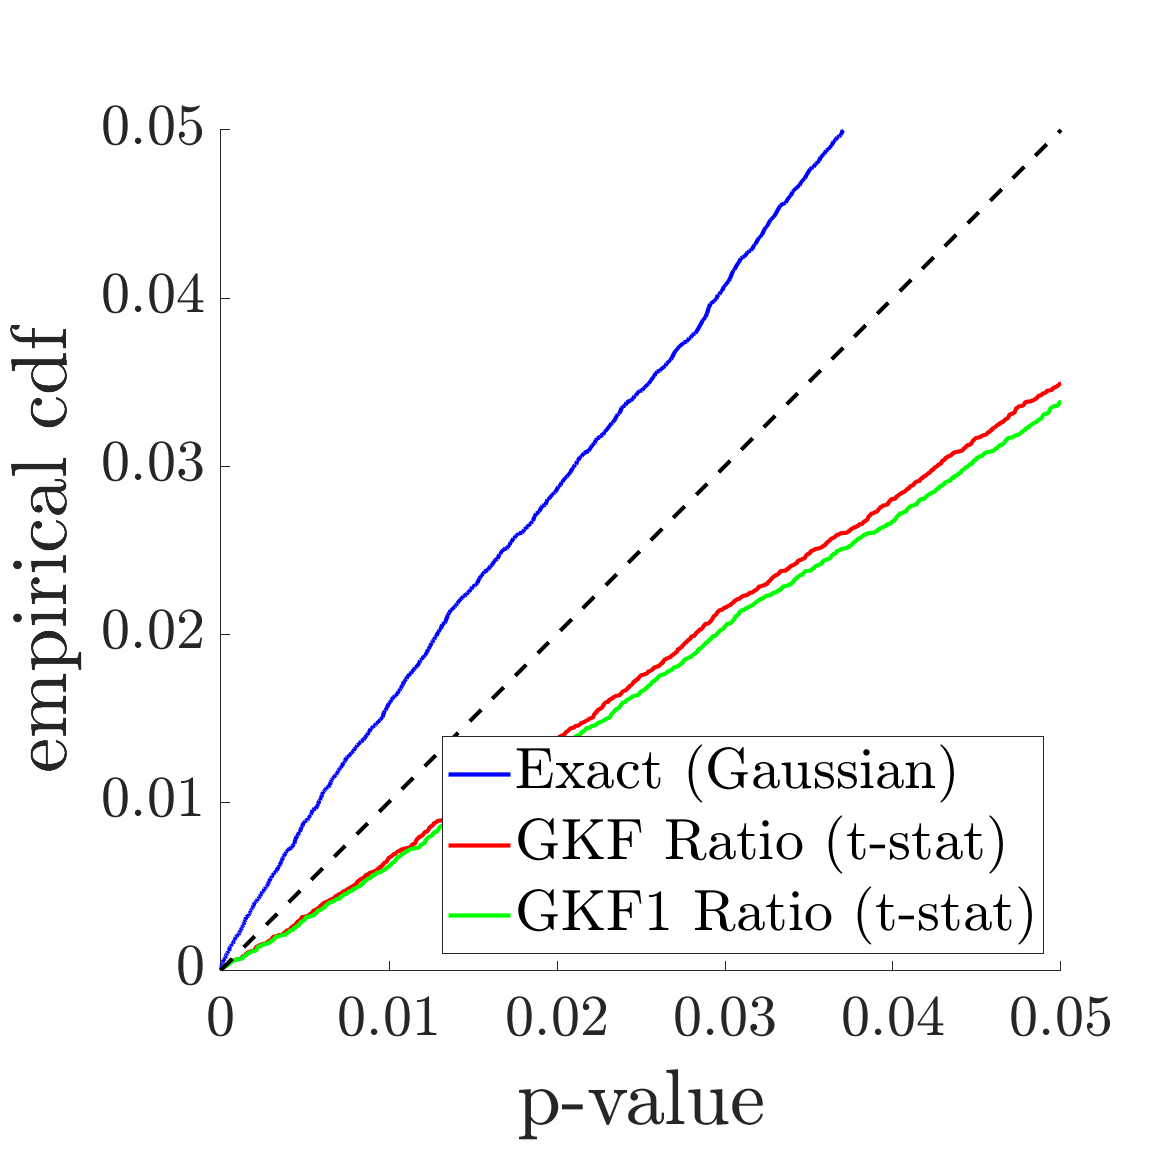 0.05
0.04
0.03
0.02
0.01
0
empirical cdf
Exact (Gaussian)
GKF Ratio (t-stat)
GKF1 Ratio (t-stat)
0 0.01 0.02 0.03 0.04 0.05
p-value